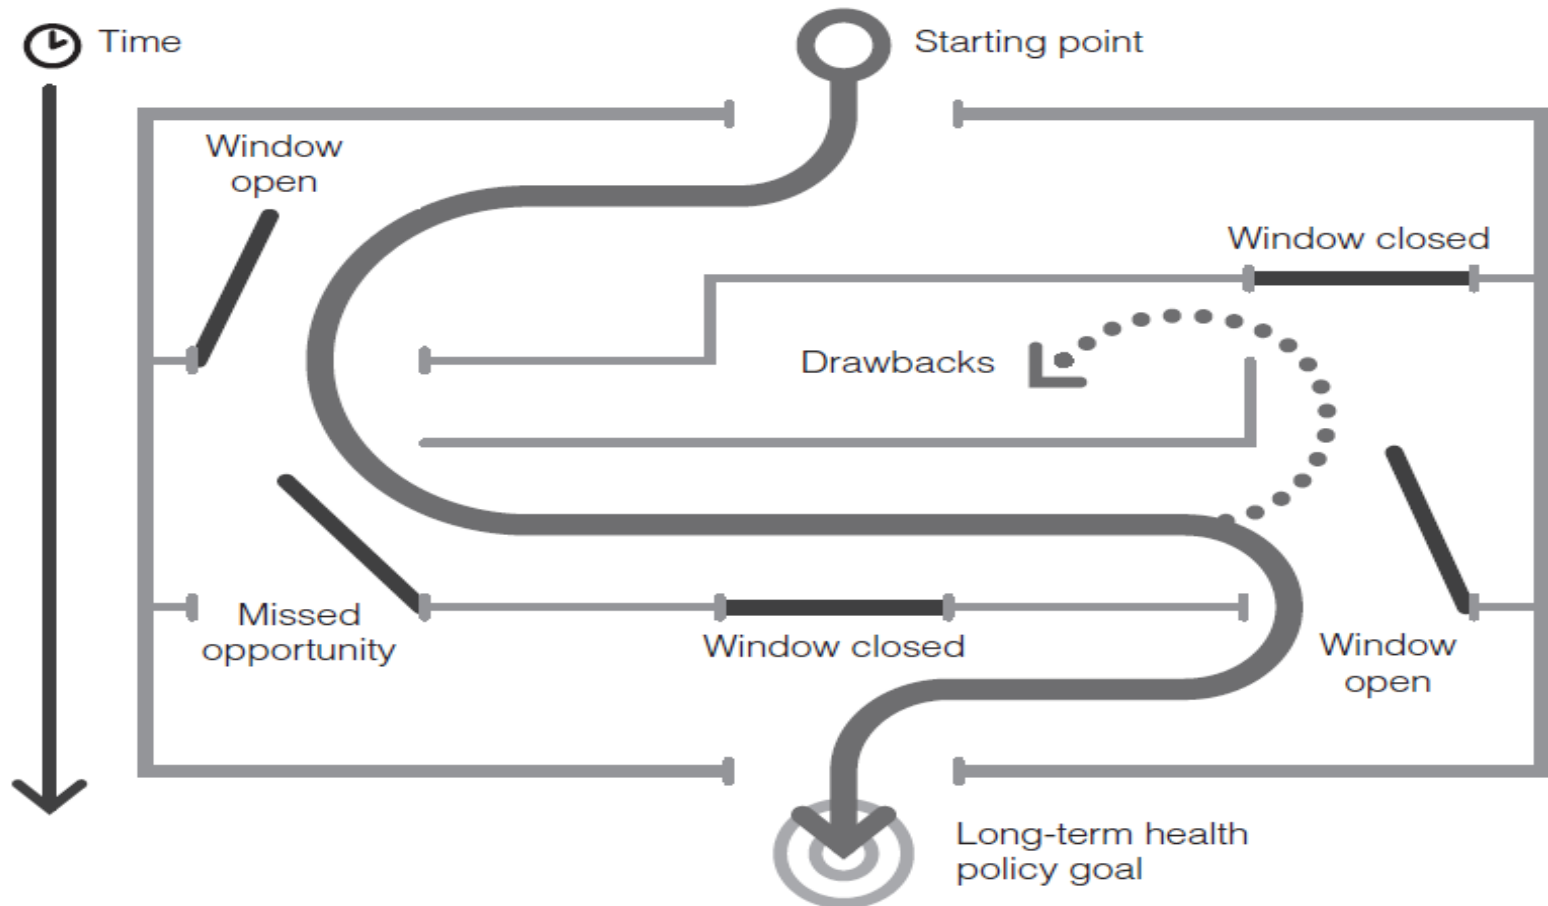 Time
Starting point
Window
open
Window closed
Drawbacks
Missed
opportunity
Window closed
Window
open
Long-term health
policy goal